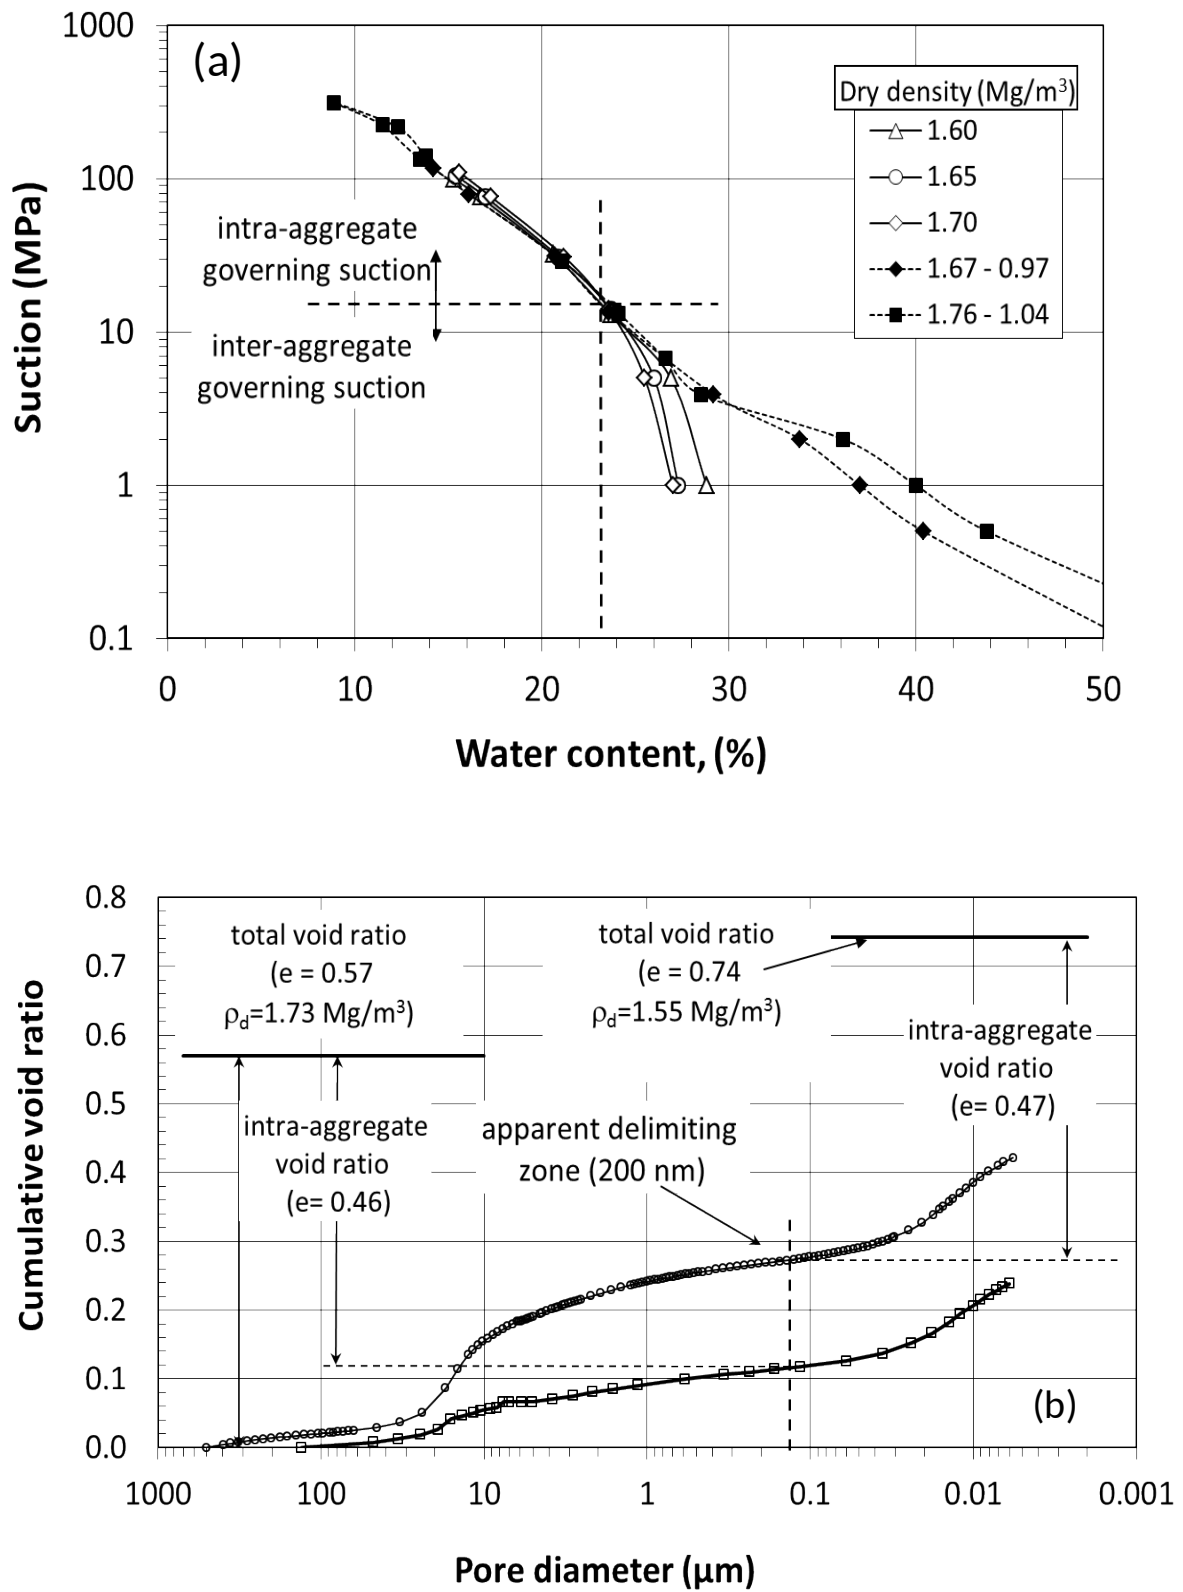 (a)
1000
100
10
1
0.1
Suction (MPa)
Dry density (Mg/m³)
1.60
1.65
1.70
1.67 - 0.97
1.76 - 1.04
intra-aggregate
governing suction
inter-aggregate
governing suction
0 10 20 30 40 50
Water content, (%)
0.8
0.7
0.6
0.5
0.4
0.3
0.2
0.1
0.0
Cumulative void ratio
total void ratio
(e = 0.57
ρd=1.73 Mg/m³)
total void ratio
(e = 0.74
ρd=1.55 Mg/m³)
intra-aggregate
void ratio
(e= 0.47)
intra-aggregate
void ratio
(e= 0.46)
apparent delimiting
zone (200 nm)
(b)
1000 100 10 1 0.1 0.01 0.001
Pore diameter (µm)